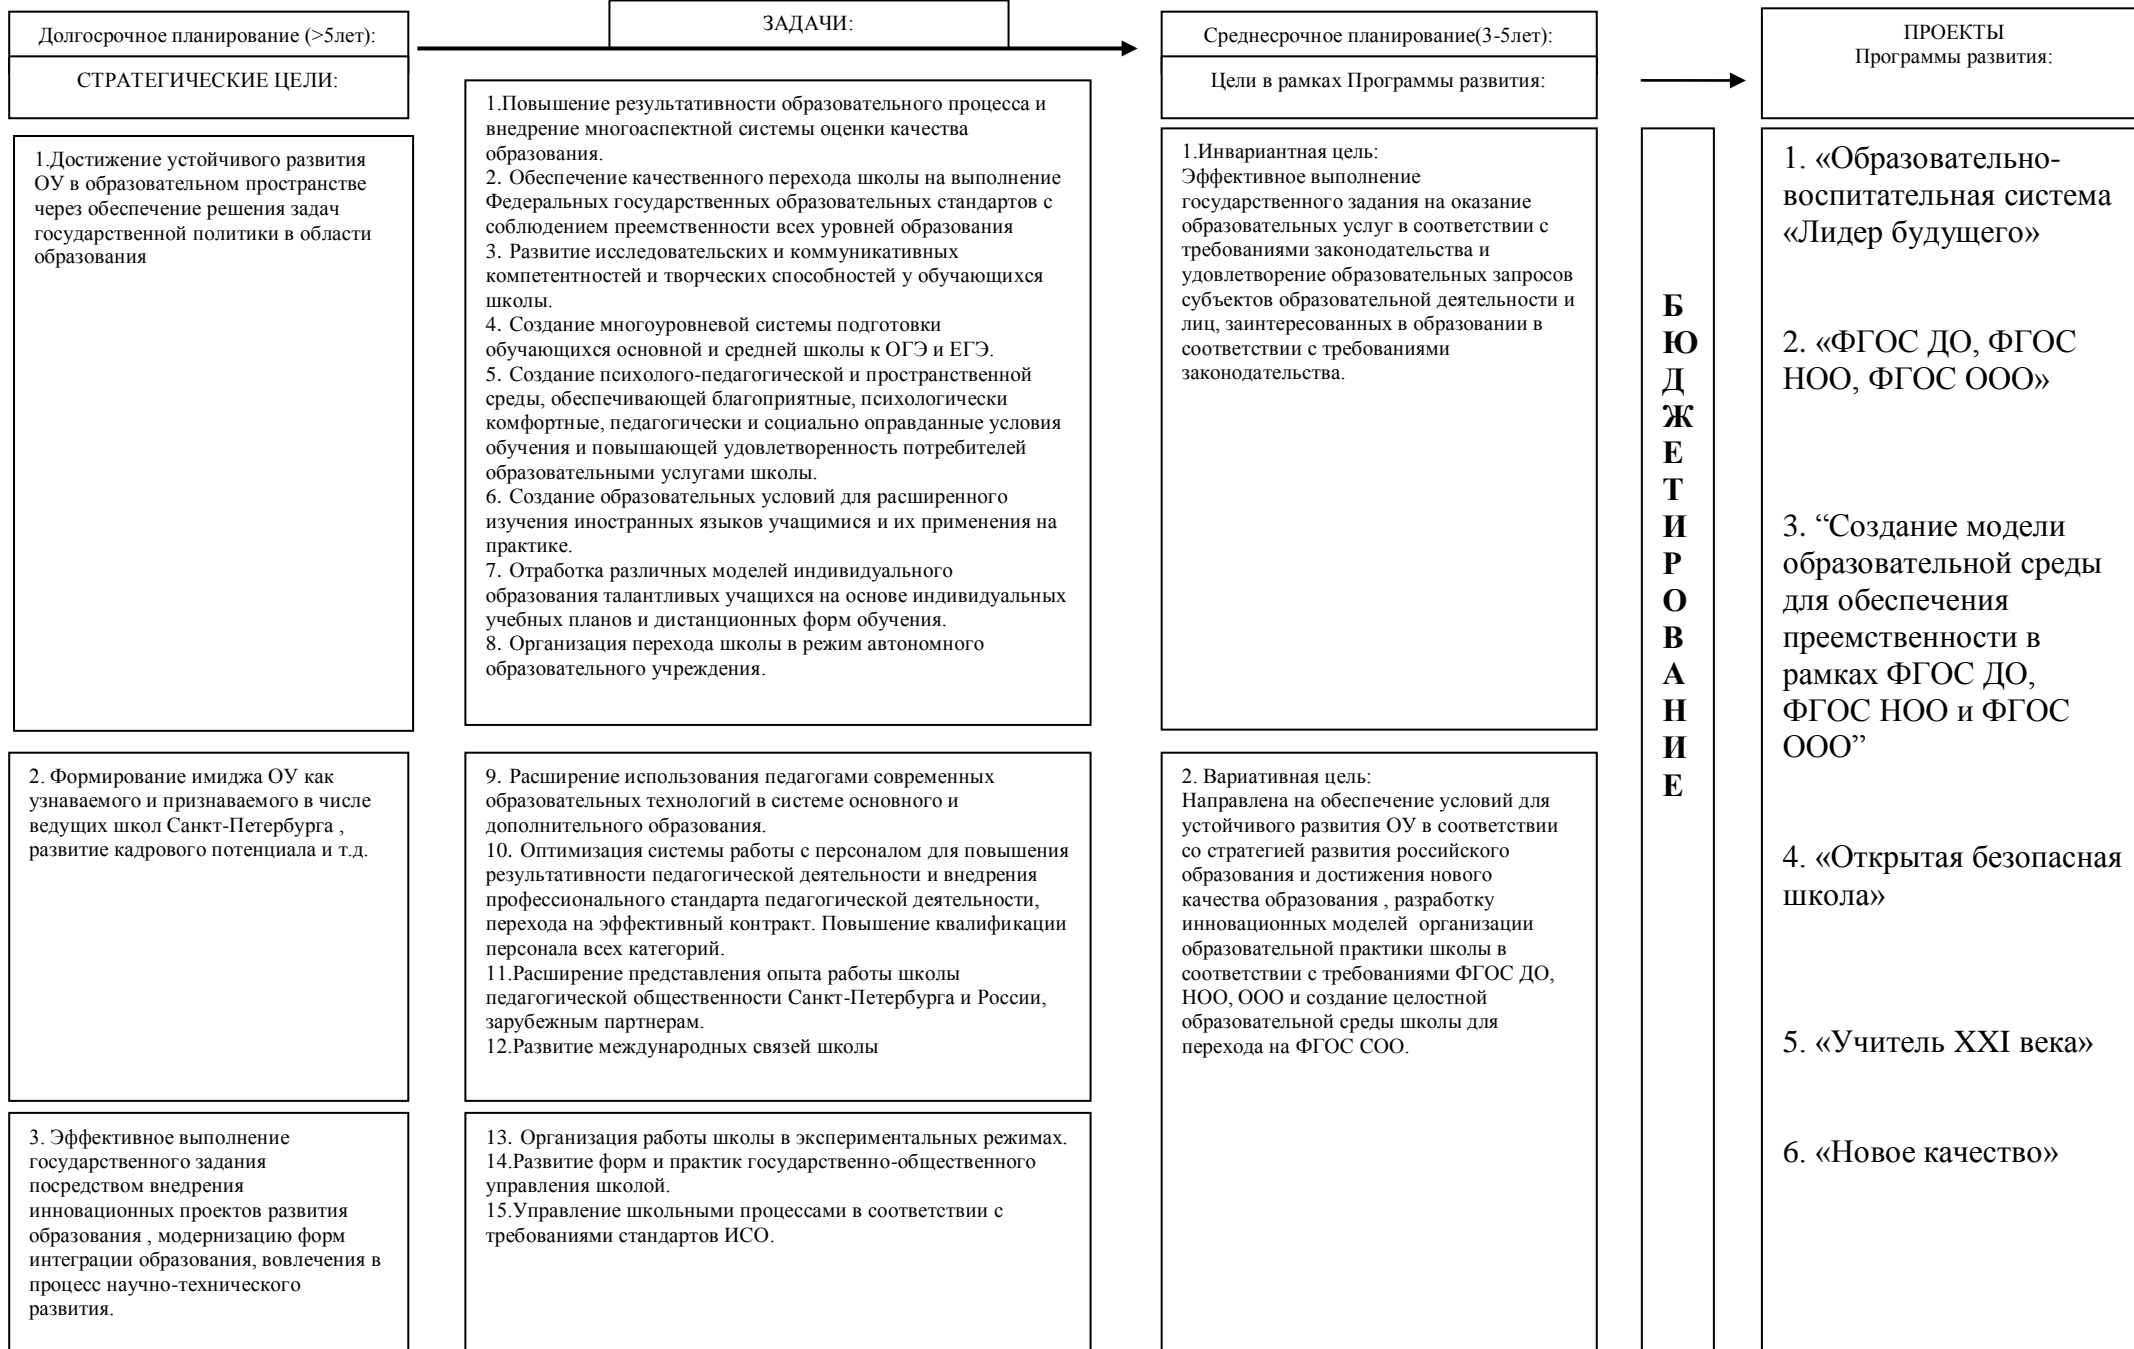 Долгосрочное планирование (>5лет):
СТРАТЕГИЧЕСКИЕ ЦЕЛИ:
ЗАДАЧИ:
Среднесрочное планирование(3-5лет):
Цели в рамках Программы развития:
ПРОЕКТЫ
Программы развития:
1.Достижение устойчивого развития
ОУ в образовательном пространстве
через обеспечение решения задач
государственной политики в области
образования
1.Повышение результативности образовательного процесса и
внедрение многоаспектной системы оценки качества
образования.
2. Обеспечение качественного перехода школы на выполнение
Федеральных государственных образовательных стандартов с
соблюдением преемственности всех уровней образования
3. Развитие исследовательских и коммуникативных
компетентностей и творческих способностей у обучающихся
школы.
4. Создание многоуровневой системы подготовки
обучающихся основной и средней школы к ОГЭ и ЕГЭ.
5. Создание психолого-педагогической и пространственной
среды, обеспечивающей благоприятные, психологически
комфортные, педагогически и социально оправданные условия
обучения и повышающей удовлетворенность потребителей
образовательными услугами школы.
6. Создание образовательных условий для расширенного
изучения иностранных языков учащимися и их применения на
практике.
7. Отработка различных моделей индивидуального
образования талантливых учащихся на основе индивидуальных
учебных планов и дистанционных форм обучения.
8. Организация перехода школы в режим автономного
образовательного учреждения.
1.Инвариантная цель:
Эффективное выполнение
государственного задания на оказание
образовательных услуг в соответствии с
требованиями законодательства и
удовлетворение образовательных запросов
субъектов образовательной деятельности и
лиц, заинтересованных в образовании в
соответствии с требованиями
законодательства.
2. Формирование имиджа ОУ как
узнаваемого и признаваемого в числе
ведущих школ Санкт-Петербурга ,
развитие кадрового потенциала и т.д.
9. Расширение использования педагогами современных
образовательных технологий в системе основного и
дополнительного образования.
10. Оптимизация системы работы с персоналом для повышения
результативности педагогической деятельности и внедрения
профессионального стандарта педагогической деятельности,
перехода на эффективный контракт. Повышение квалификации
персонала всех категорий.
11.Расширение представления опыта работы школы
педагогической общественности Санкт-Петербурга и России,
зарубежным партнерам.
12.Развитие международных связей школы
2. Вариативная цель:
Направлена на обеспечение условий для
устойчивого развития ОУ в соответствии
со стратегией развития российского
образования и достижения нового
качества образования , разработку
инновационных моделей организации
образовательной практики школы в
соответствии с требованиями ФГОС ДО,
НОО, ООО и создание целостной
образовательной среды школы для
перехода на ФГОС СОО.
3. Эффективное выполнение
государственного задания
посредством внедрения
инновационных проектов развития
образования , модернизацию форм
интеграции образования, вовлечения в
процесс научно-технического
развития.
13. Организация работы школы в экспериментальных режимах.
14.Развитие форм и практик государственно-общественного
управления школой.
15.Управление школьными процессами в соответствии с
требованиями стандартов ИСО.
Б
Ю
Д
Ж
Е
Т
И
Р
О
В
А
Н
И
Е
1. «Образовательно-
воспитательная система
«Лидер будущего»
2. «ФГОС ДО, ФГОС
НОО, ФГОС ООО»
3. “Создание модели
образовательной среды
для обеспечения
преемственности в
рамках ФГОС ДО,
ФГОС НОО и ФГОС
ООО”
4. «Открытая безопасная
школа»
5. «Учитель XXI века»
6. «Новое качество»